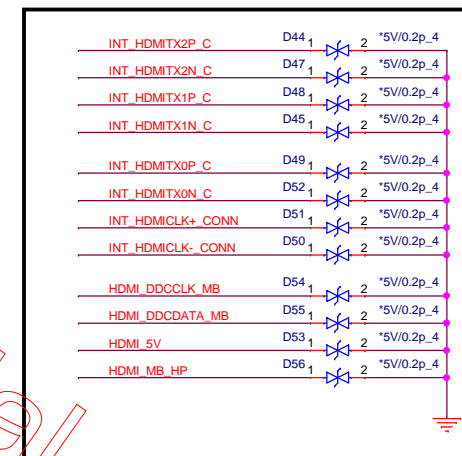 INT_HDMITX2P_C D44 1 2 *5V/0.2p_4
INT_HDMITX2N_C D47 1 2 *5V/0.2p_4
INT_HDMITX1P_C D48 1 2 *5V/0.2p_4
INT_HDMITX1N_C D45 1 2 *5V/0.2p_4
INT_HDMITX0P_C D49 1 2 *5V/0.2p_4
INT_HDMITX0N_C D52 1 2 *5V/0.2p_4
INT_HDMICLK+_CONN D51 1 2 *5V/0.2p_4
INT_HDMICLK-_CONN D50 1 2 *5V/0.2p_4
HDMI_DDCCLK_MB D54 1 2 *5V/0.2p_4
HDMI_DDCDATA_MB D55 1 2 *5V/0.2p_4
HDMI_5V D53 1 2 *5V/0.2p_4
HDMI_MB_HP D56 1 2 *5V/0.2p_4